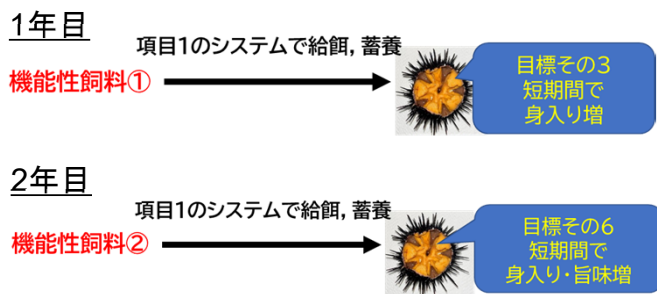 1年目
項目1のシステムで給餌,蓄養
機能性飼料①
目標その3
短期間で
身入り増
2年目
項目1のシステムで給餌,蓄養
機能性飼料②
目標その6
短期間で
身入り・旨味増